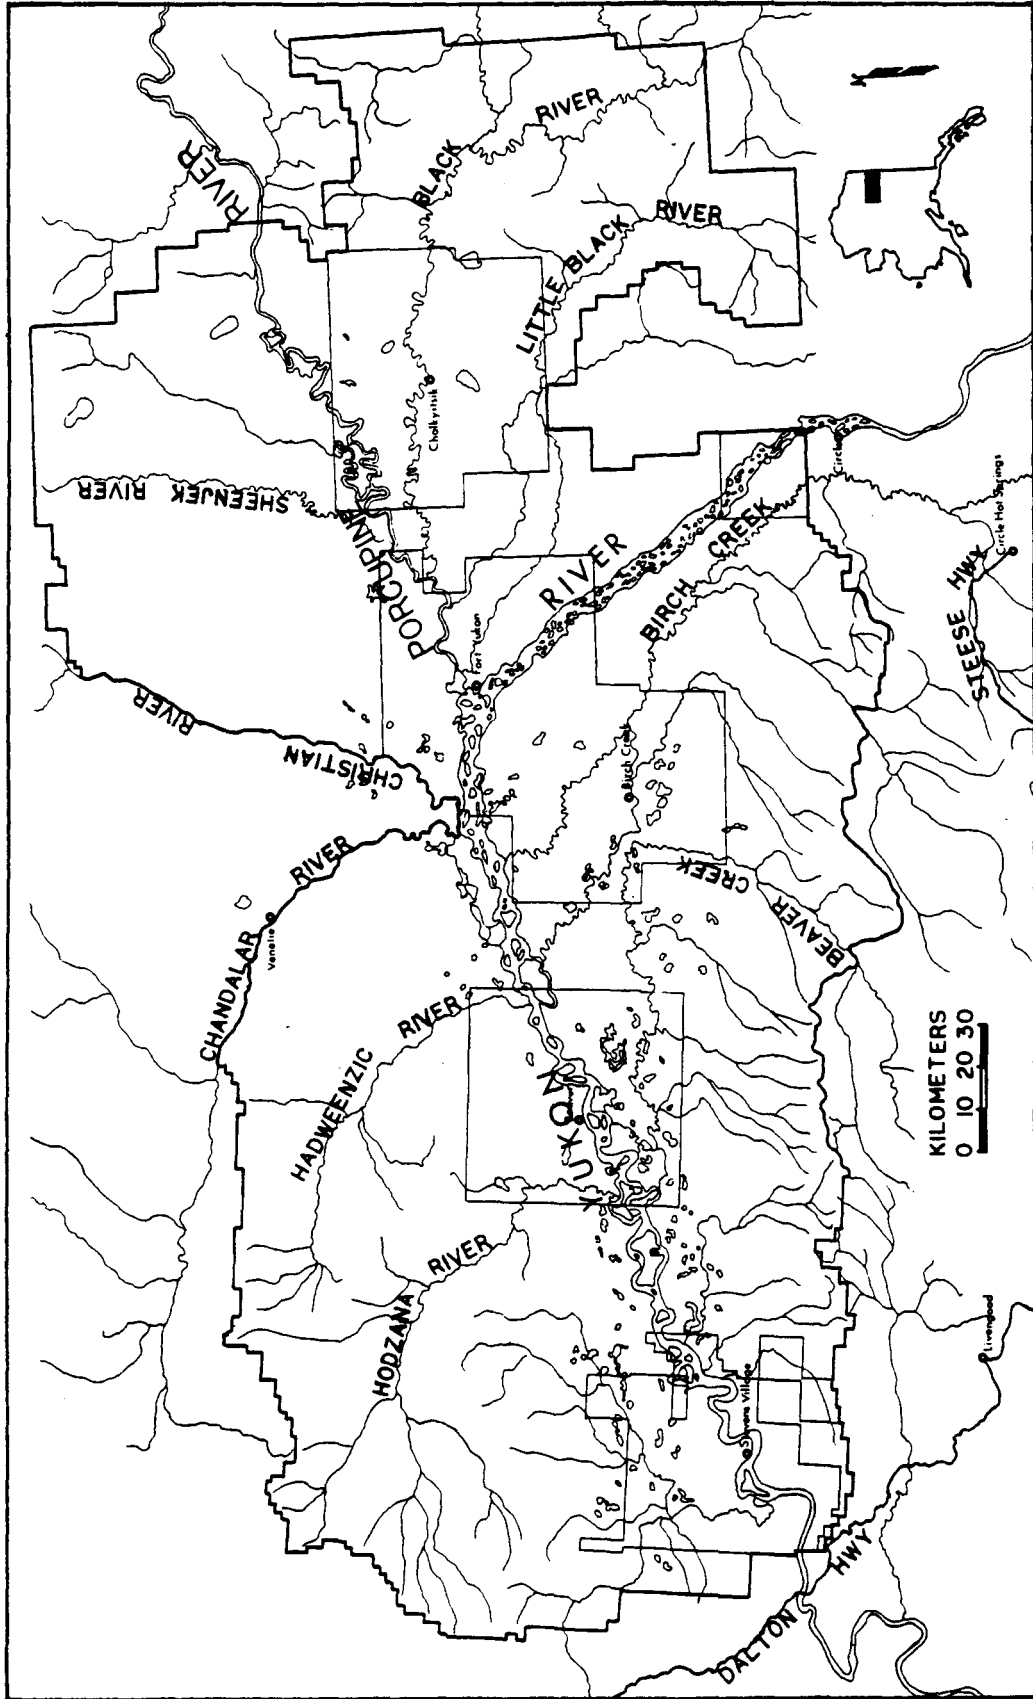 PORCUPINE RIVER
SHEENJEK RIVER
BLACK RIVER
LITTLE BLACK RIVER
Chalkyitsik
CHRISTIAN RIVER
CHANDALAR RIVER
Venetie
Fort Yukon
YUKON RIVER
BIRCH CREEK
Birch Creek
Circle
Circle Hot Springs
STEESE HWY
BEAVER CREEK
HADWEENZIC RIVER
HODZANA RIVER
Stevens Village
Livengood
DALTON HWY
KILOMETERS
0 10 20 30